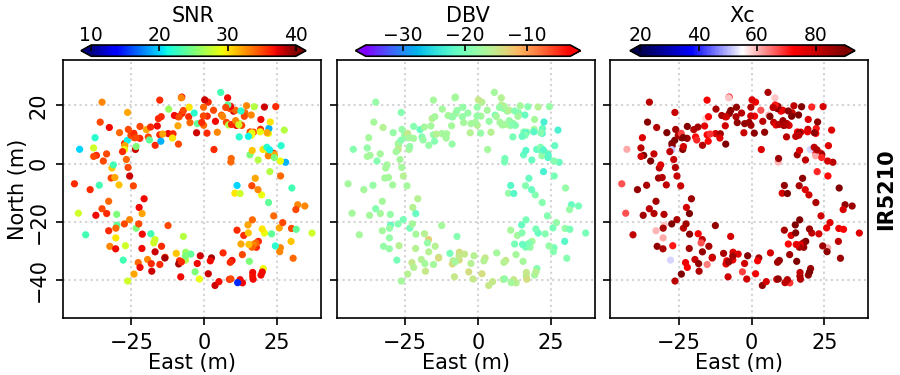 SNR
DBV
Xc
10 20 30 40
−30 −20 −10
20 40 60 80
North (m)
20
0
−20
−40
−25 0 25
−25 0 25
−25 0 25
East (m)
East (m)
East (m)
IR5210